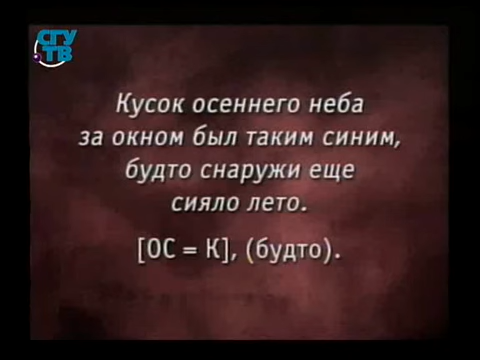 СГУ
ТВ
Кусок осеннего неба
за окном был таким синим,
будто снаружи еще
сияло лето.
[ОС = К], (будто).